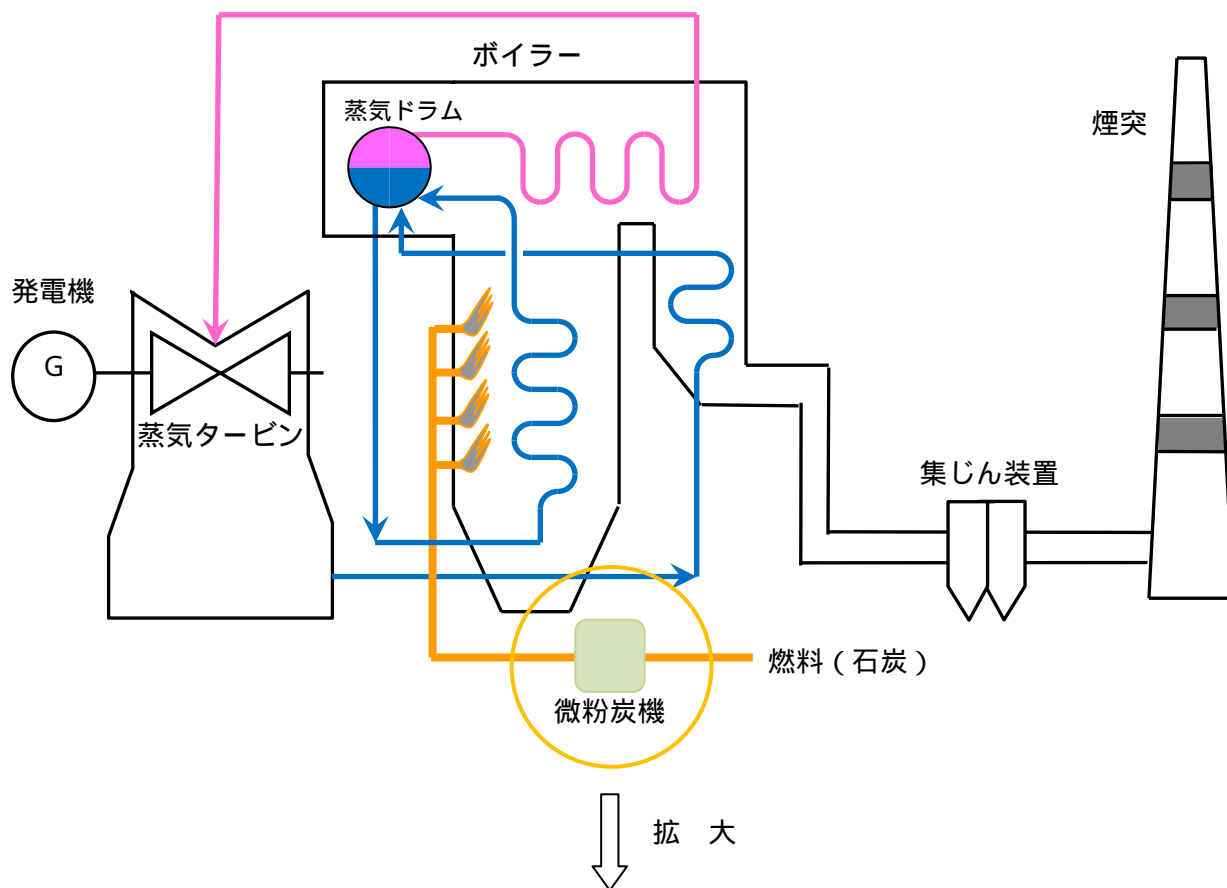 ボイラー
蒸気ドラム
煙突
発電機
G
蒸気タービン
集じん装置
燃料（石炭）
微粉炭機
拡　大